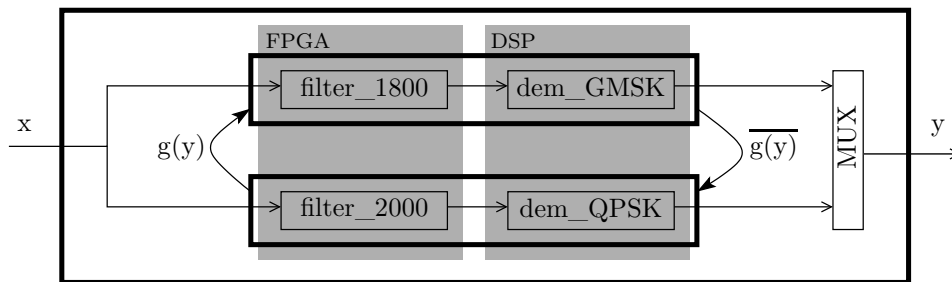 FPGA
DSP
filter_1800
dem_GMSK
x
g(y)
g(y)
MUX
y
filter_2000
dem_QPSK